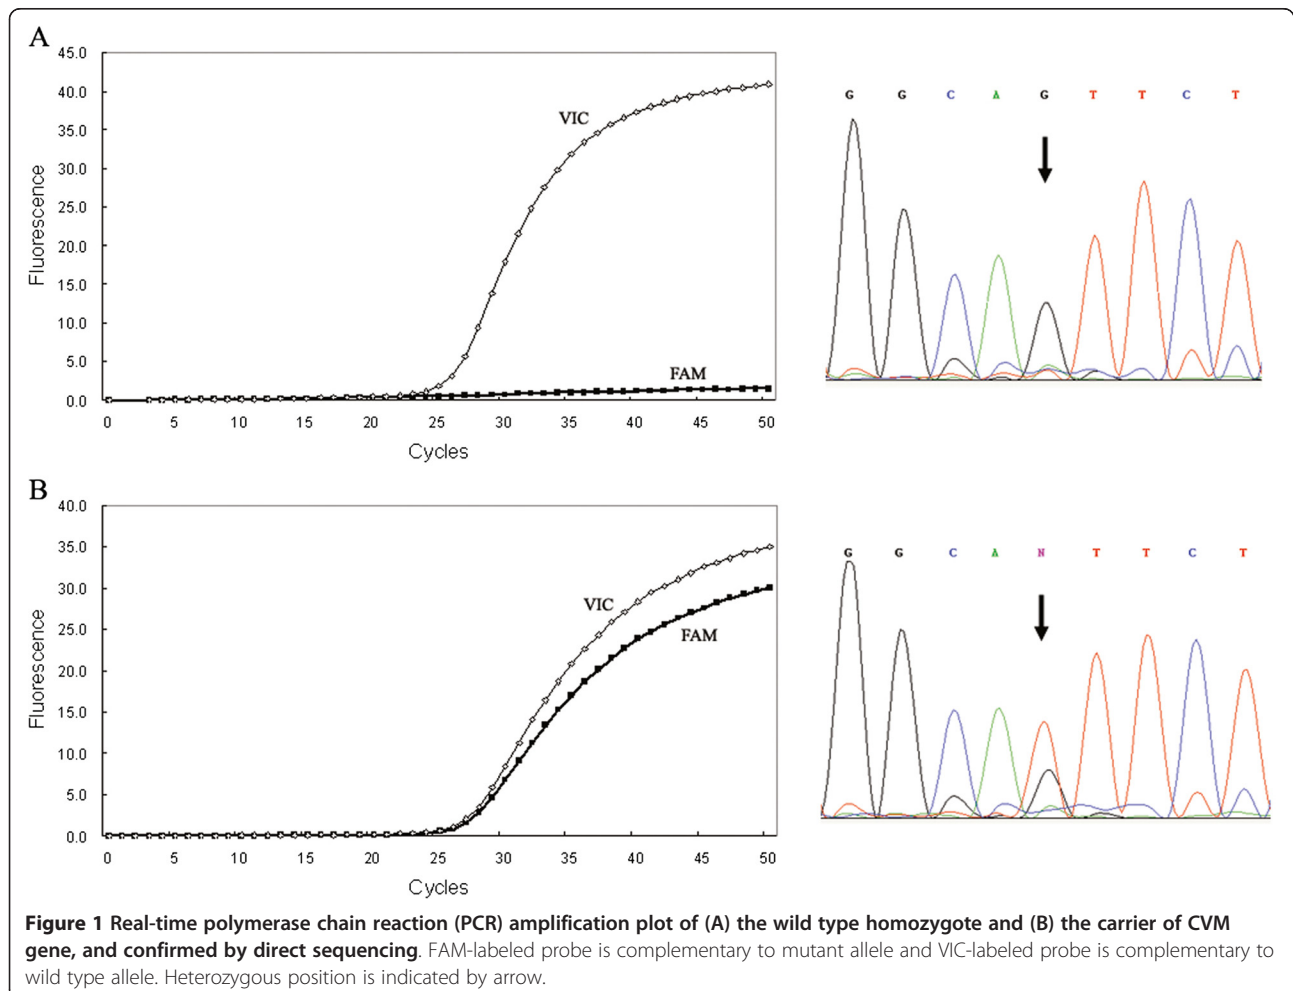 A
45.0
40.0
35.0
30.0
25.0
20.0
15.0
10.0
5.0
0.0
Fluorescence
VIC
FAM
0 5 10 15 20 25 30 35 40 45 50
Cycles
G G C A G T T C T
B
40.0
35.0
30.0
25.0
20.0
15.0
10.0
5.0
0.0
Fluorescence
VIC
FAM
0 5 10 15 20 25 30 35 40 45 50
Cycles
G G C A N T T C T
Figure 1 Real-time polymerase chain reaction (PCR) amplification plot of (A) the wild type homozygote and (B) the carrier of CVM
gene, and confirmed by direct sequencing. FAM-labeled probe is complementary to mutant allele and VIC-labeled probe is complementary to
wild type allele. Heterozygous position is indicated by arrow.